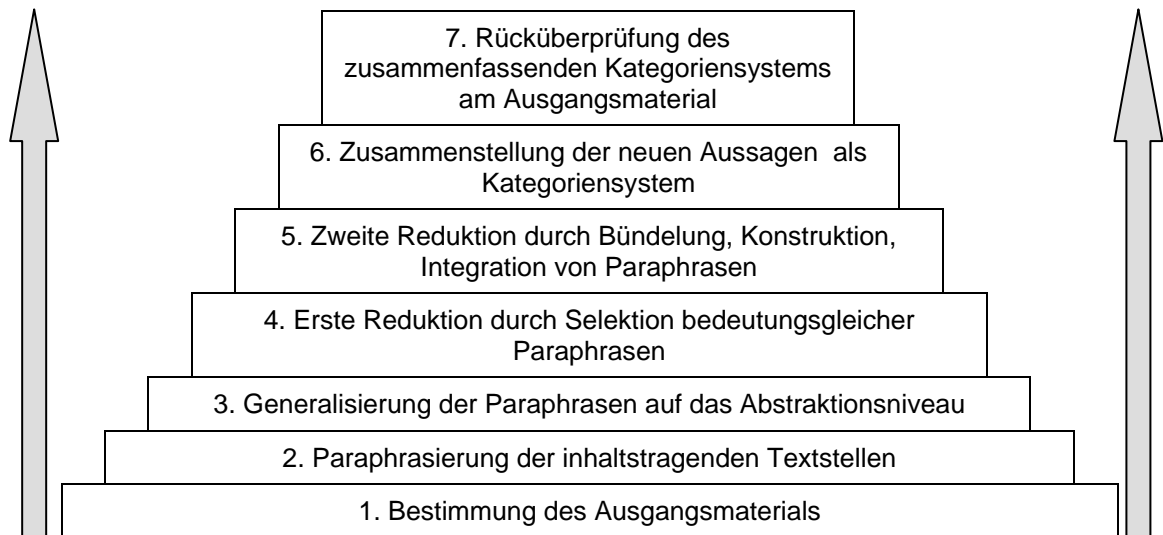 7. Rücküberprüfung des
zusammenfassenden Kategoriensystems
am Ausgangsmaterial
6. Zusammenstellung der neuen Aussagen als
Kategoriensystem
5. Zweite Reduktion durch Bündelung, Konstruktion,
Integration von Paraphrasen
4. Erste Reduktion durch Selektion bedeutungsgleicher
Paraphrasen
3. Generalisierung der Paraphrasen auf das Abstraktionsniveau
2. Paraphrasierung der inhaltstragenden Textstellen
1. Bestimmung des Ausgangsmaterials